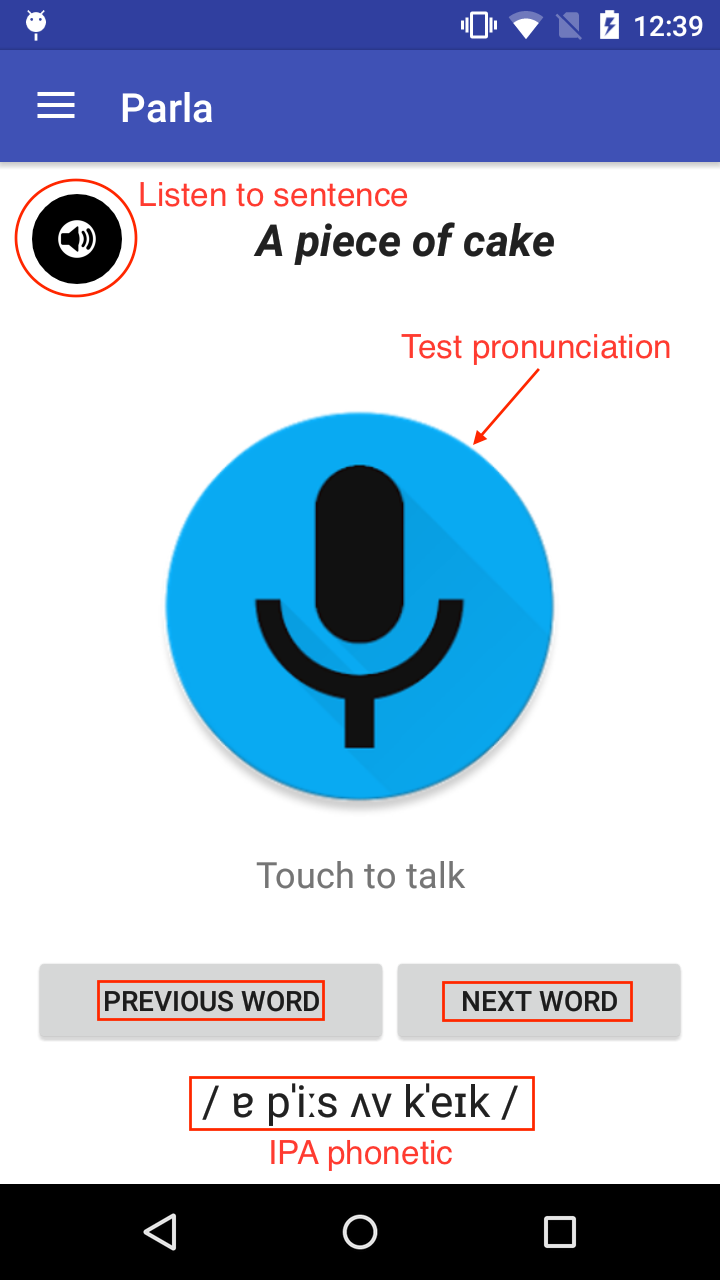 12:39
Parla
Listen to sentence
A piece of cake
Test pronunciation
Touch to talk
PREVIOUS WORD
NEXT WORD
/ ɐ pˈiːs ʌv kˈeɪk /
IPA phonetic